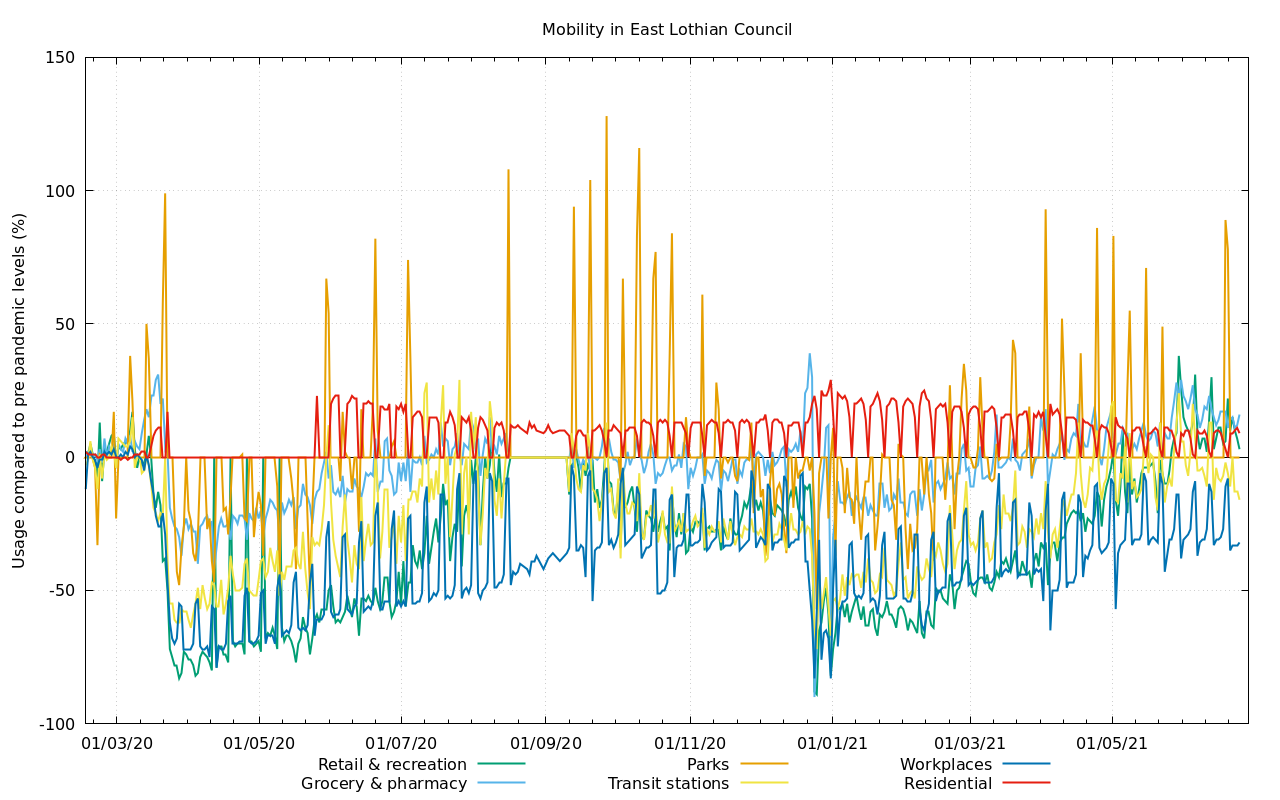 Mobility in East Lothian Council
Usage compared to pre pandemic levels (%)
150
100
50
0
-50
-100
01/03/20 01/05/20 01/07/20 01/09/20 01/11/20 01/01/21 01/03/21 01/05/21
Retail & recreation Parks Workplaces
Grocery & pharmacy Transit stations Residential